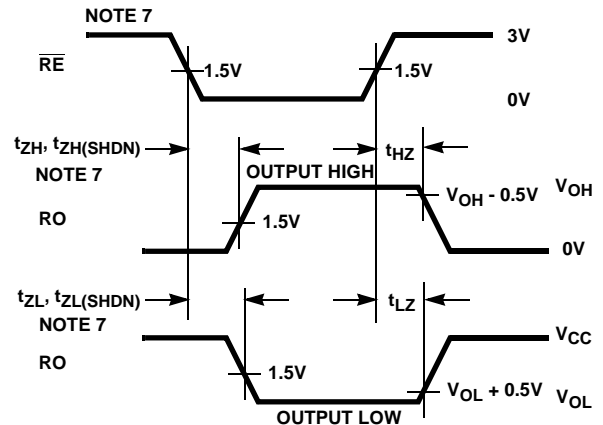 NOTE 7
3V
RE
1.5V
1.5V
0V
tZH, tZH(SHDN)
tHZ
NOTE 7
OUTPUT HIGH
VOH
VOH - 0.5V
RO
1.5V
0V
tZL, tZL(SHDN)
tLZ
NOTE 7
VCC
RO
1.5V
VOL + 0.5V
VOL
OUTPUT LOW